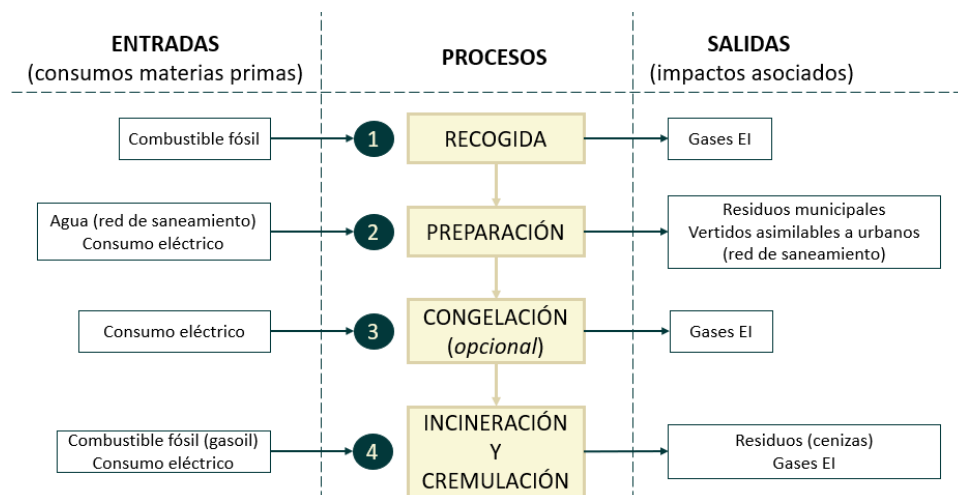 ENTRADAS
(consumos materias primas)
PROCESOS
SALIDAS
(impactos asociados)
Combustible fósil
1
RECOGIDA
Gases EI
Agua (red de saneamiento)
Consumo eléctrico
2
PREPARACIÓN
Residuos municipales
Vertidos asimilables a urbanos
(red de saneamiento)
Consumo eléctrico
3
CONGELACIÓN
(opcional)
Gases EI
Combustible fósil (gasoil)
Consumo eléctrico
4
INCINERACIÓN
Y
CREMULACIÓN
Residuos (cenizas)
Gases EI